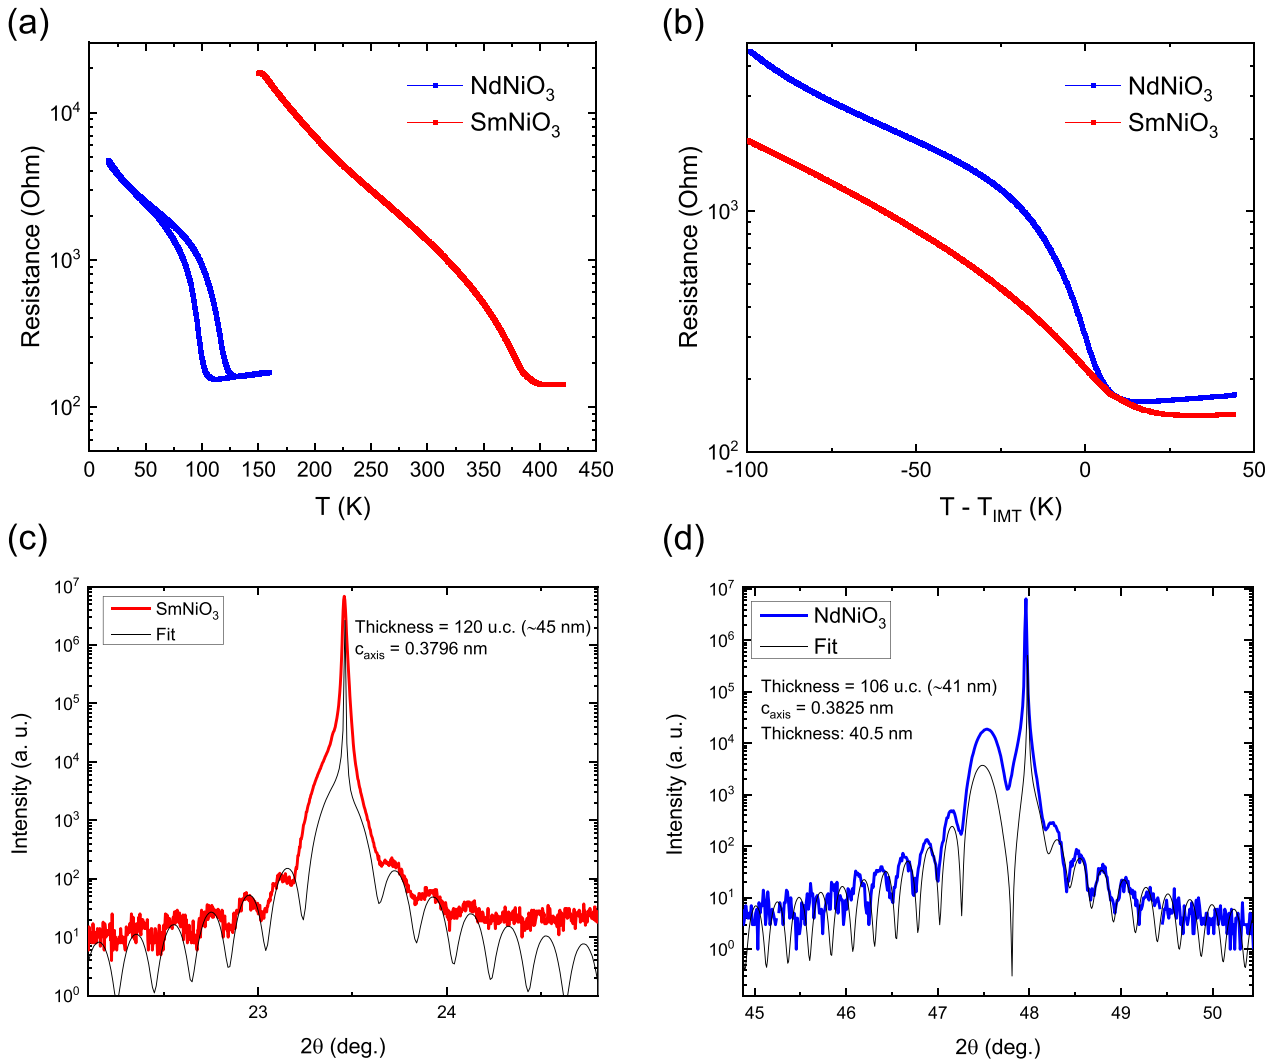 (a)
NdNiO3
SmNiO3
10^4
10^3
10^2
Resistance (Ohm)
0 50 100 150 200 250 300 350 400 450
T (K)
(b)
NdNiO3
SmNiO3
10^3
10^2
Resistance (Ohm)
-100 -50 0 50
T - T_IMT (K)
(c)
SmNiO3
Fit
Thickness = 120 u.c. (~45 nm)
c_axis = 0.3796 nm
10^7
10^6
10^5
10^4
10^3
10^2
10^1
10^0
Intensity (a. u.)
23 24
2θ (deg.)
(d)
NdNiO3
Fit
Thickness = 106 u.c. (~41 nm)
c_axis = 0.3825 nm
Thickness: 40.5 nm
10^7
10^6
10^5
10^4
10^3
10^2
10^1
10^0
Intensity (a. u.)
45 46 47 48 49 50
2θ (deg.)